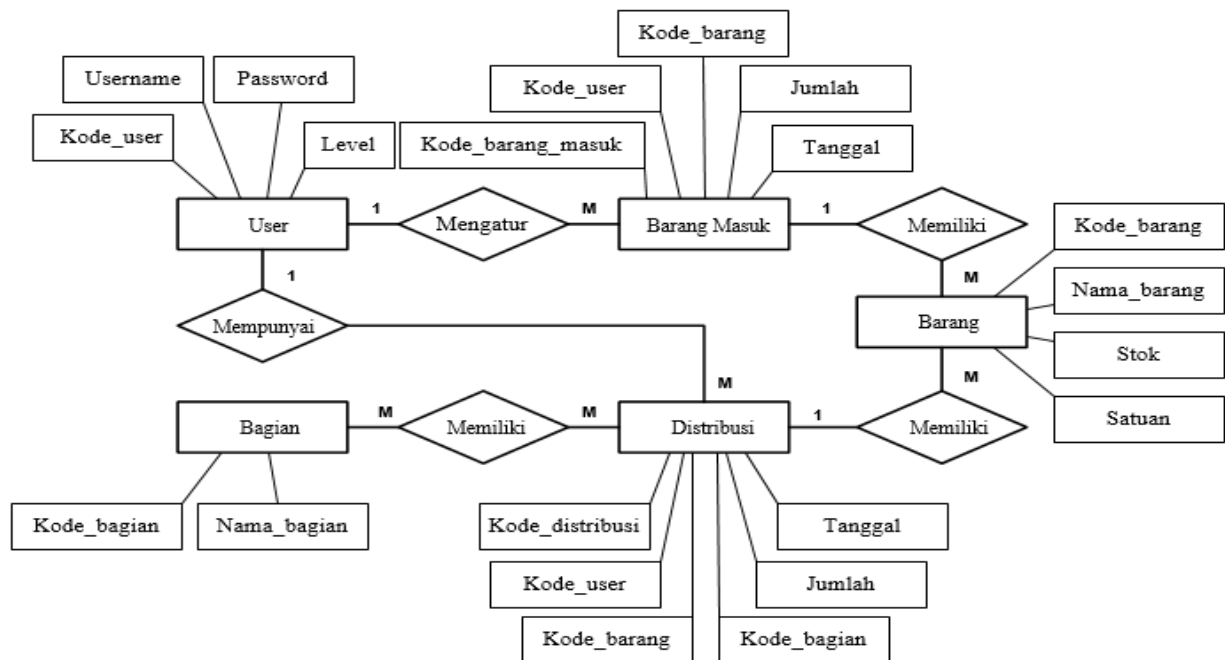 Kode_barang
Username
Password
Kode_user
Jumlah
Kode_user
Level
Kode_barang_masuk
Tanggal
User
1
Mengatur
M
Barang Masuk
1
Memiliki
Kode_barang
1
M
Nama_barang
Mempunyai
Barang
Stok
M
M
Satuan
Bagian
M
Memiliki
M
Distribusi
1
Memiliki
Kode_bagian
Nama_bagian
Kode_distribusi
Tanggal
Kode_user
Jumlah
Kode_barang
Kode_bagian